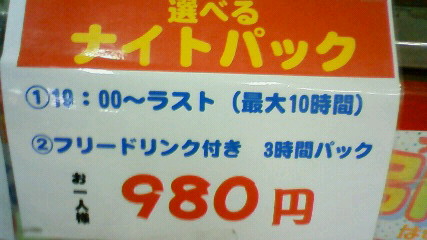 選べる
ナイトパック
①19：00～ラスト（最大10時間）
②フリードリンク付き　3時間パック
お一人様
980円